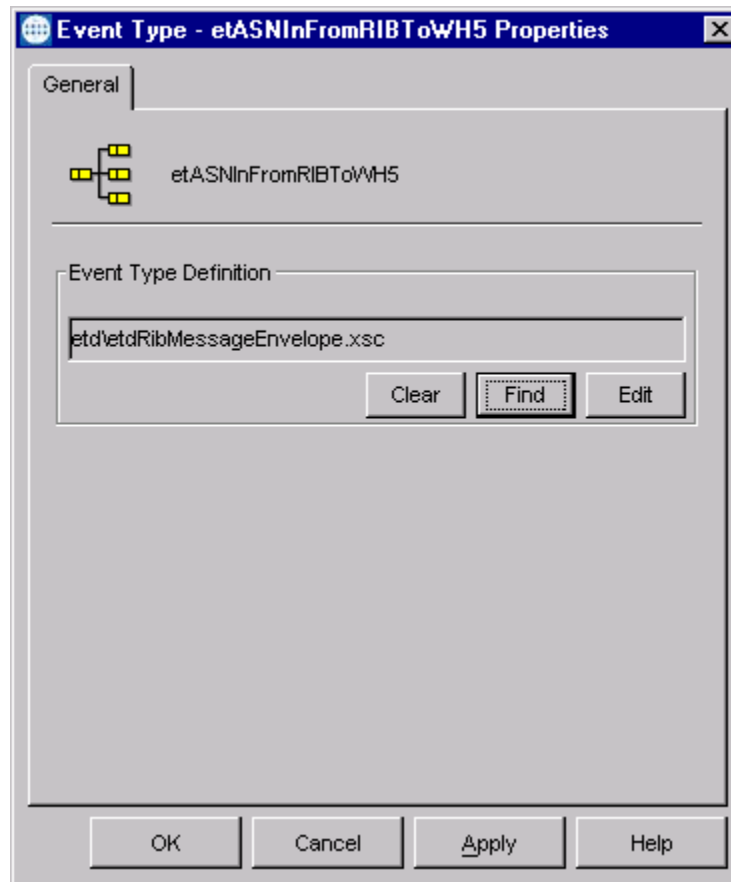 Event Type - etASNInFromRIBToWH5 Properties
General
etASNInFromRIBToWH5
Event Type Definition
etd\etdRibMessageEnvelope.xsc
Clear Find Edit
OK Cancel Apply Help